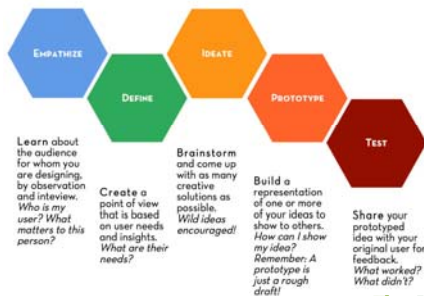 EMPATHIZE
DEFINE
IDEATE
PROTOTYPE
TEST
Learn about
the audience
for whom you
are designing,
by observation
and inteview.
Who is my
user? What
matters to this
person?
Create a
point of view
that is based
on user needs
and insights.
What are their
needs?
Brainstorm
and come up
with as many
creative
solutions as
possible.
Wild ideas
encouraged!
Build a
representation
of one or more
of your ideas to
show to others.
How can I show
my idea?
Remember: A
prototype is
just a rough
draft!
Share your
prototyped
idea with your
original user for
feedback.
What worked?
What didn't?